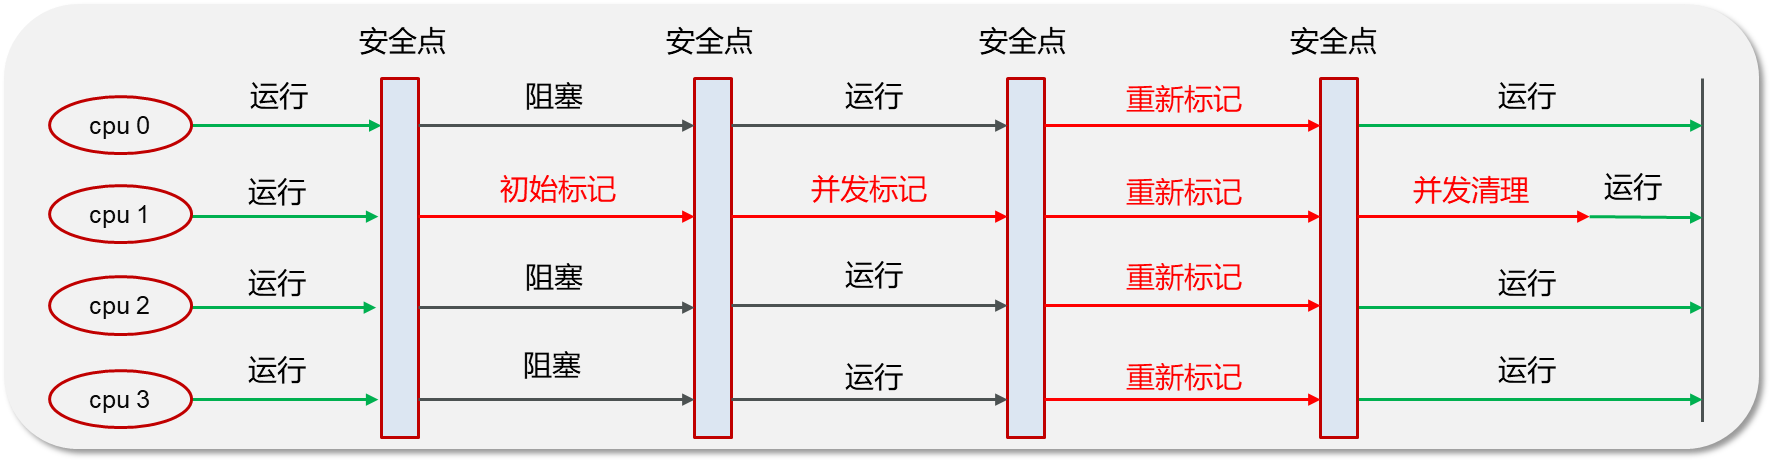 安全点 安全点 安全点 安全点
cpu 0 运行 阻塞 运行 重新标记 运行
cpu 1 运行 初始标记 并发标记 重新标记 并发清理 运行
cpu 2 运行 阻塞 运行 重新标记 运行
cpu 3 运行 阻塞 运行 重新标记 运行